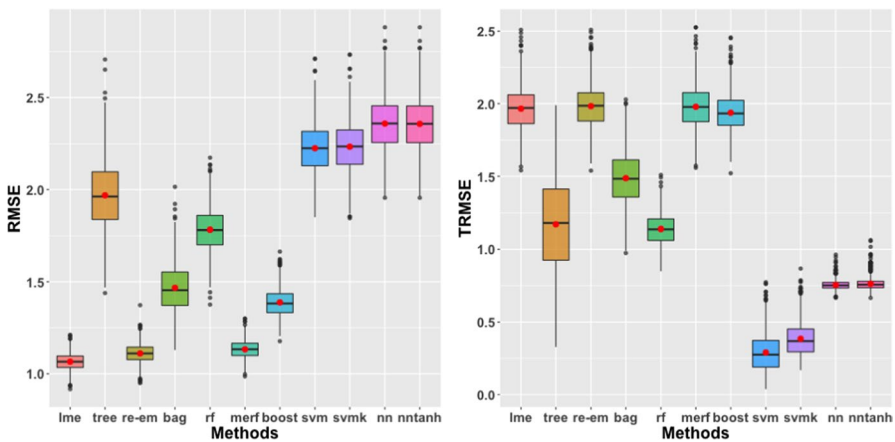 RMSE
2.5
2.0
1.5
1.0
lme tree re-em bag rf merf boost svm svmk nn nntanh
Methods
TRMSE
2.5
2.0
1.5
1.0
0.5
0.0
lme tree re-em bag rf merf boost svm svmk nn nntanh
Methods